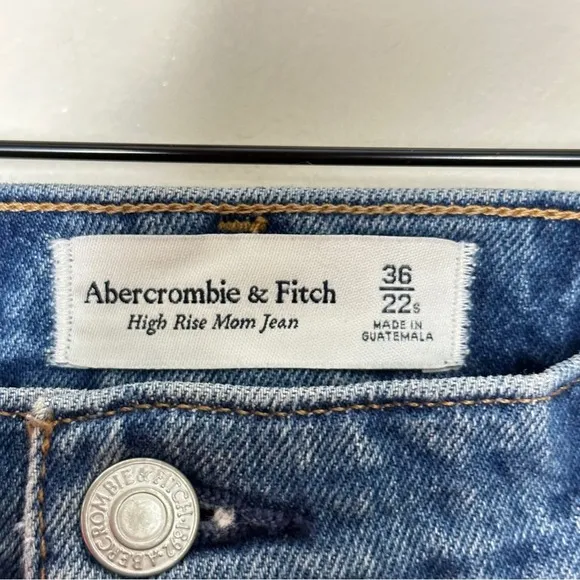 Abercrombie & Fitch
High Rise Mom Jean
36
22s
MADE IN
GUATEMALA
ABERCROMBIE & FITCH • 1892 •